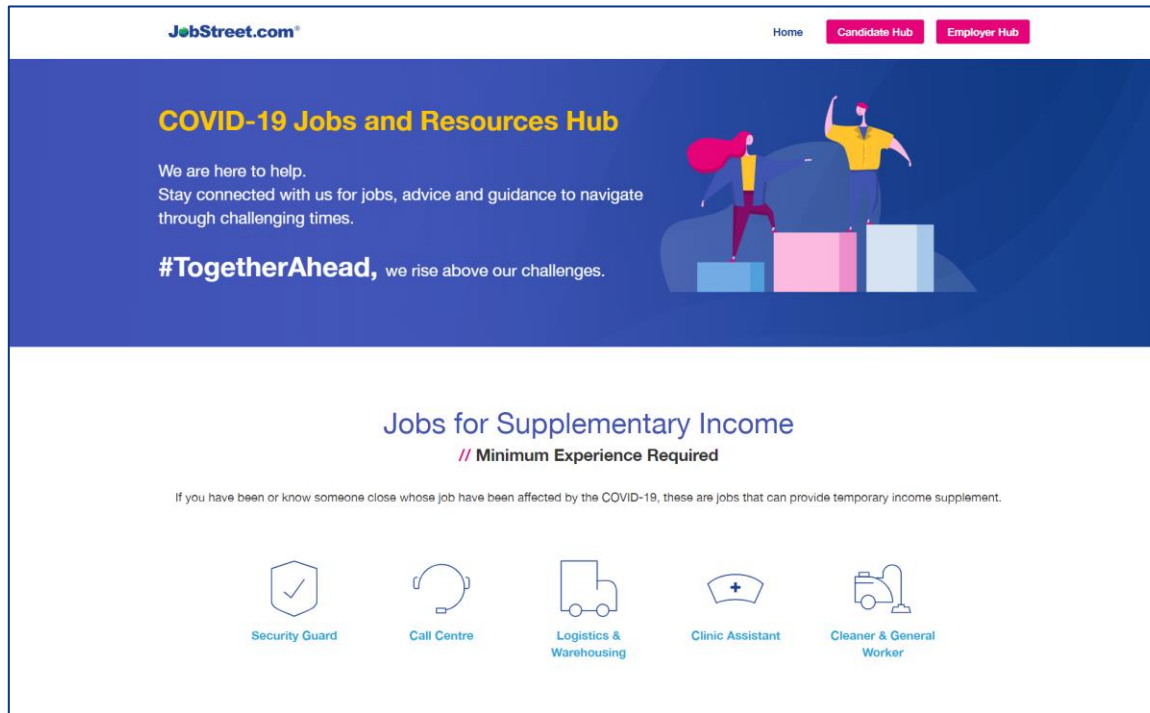 JobStreet.com®
Home
Candidate Hub
Employer Hub
COVID-19 Jobs and Resources Hub
We are here to help.
Stay connected with us for jobs, advice and guidance to navigate
through challenging times.
#TogetherAhead, we rise above our challenges.
Jobs for Supplementary Income
// Minimum Experience Required
If you have been or know someone close whose job have been affected by the COVID-19, these are jobs that can provide temporary income supplement.
Security Guard
Call Centre
Logistics &
Warehousing
Clinic Assistant
Cleaner & General
Worker